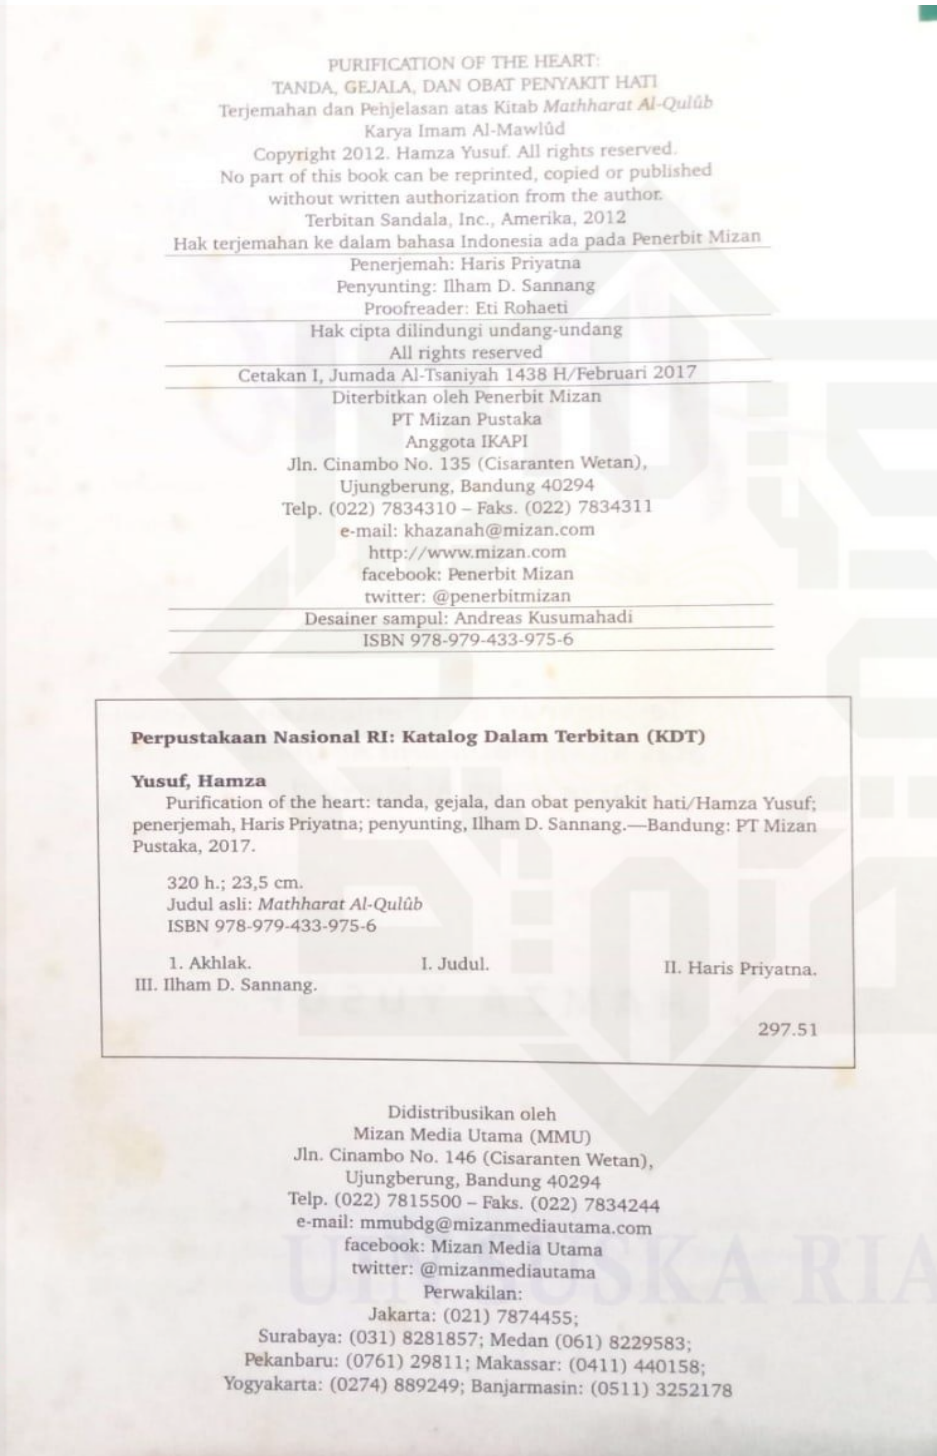 PURIFICATION OF THE HEART:
TANDA, GEJALA, DAN OBAT PENYAKIT HATI
Terjemahan dan Penjelasan atas Kitab Mathharat Al-Qulûb
Karya Imam Al-Mawlûd
Copyright 2012. Hamza Yusuf. All rights reserved.
No part of this book can be reprinted, copied or published
without written authorization from the author.
Terbitan Sandala, Inc., Amerika, 2012
Hak terjemahan ke dalam bahasa Indonesia ada pada Penerbit Mizan
Penerjemah: Haris Priyatna
Penyunting: Ilham D. Sannang
Proofreader: Eti Rohaeti
Hak cipta dilindungi undang-undang
All rights reserved
Cetakan I, Jumada Al-Tsaniyah 1438 H/Februari 2017
Diterbitkan oleh Penerbit Mizan
PT Mizan Pustaka
Anggota IKAPI
Jln. Cinambo No. 135 (Cisaranten Wetan),
Ujungberung, Bandung 40294
Telp. (022) 7834310 – Faks. (022) 7834311
e-mail: khazanah@mizan.com
http://www.mizan.com
facebook: Penerbit Mizan
twitter: @penerbitmizan
Desainer sampul: Andreas Kusumahadi
ISBN 978-979-433-975-6
Perpustakaan Nasional RI: Katalog Dalam Terbitan (KDT)
Yusuf, Hamza
Purification of the heart: tanda, gejala, dan obat penyakit hati/Hamza Yusuf;
penerjemah, Haris Priyatna; penyunting, Ilham D. Sannang.—Bandung: PT Mizan
Pustaka, 2017.
320 h.; 23,5 cm.
Judul asli: Mathharat Al-Qulûb
ISBN 978-979-433-975-6
1. Akhlak. I. Judul. II. Haris Priyatna.
III. Ilham D. Sannang.
297.51
Didistribusikan oleh
Mizan Media Utama (MMU)
Jln. Cinambo No. 146 (Cisaranten Wetan),
Ujungberung, Bandung 40294
Telp. (022) 7815500 – Faks. (022) 7834244
e-mail: mmubdg@mizanmediautama.com
facebook: Mizan Media Utama
twitter: @mizanmediautama
Perwakilan:
Jakarta: (021) 7874455;
Surabaya: (031) 8281857; Medan (061) 8229583;
Pekanbaru: (0761) 29811; Makassar: (0411) 440158;
Yogyakarta: (0274) 889249; Banjarmasin: (0511) 3252178
UIN SUSKA RIA